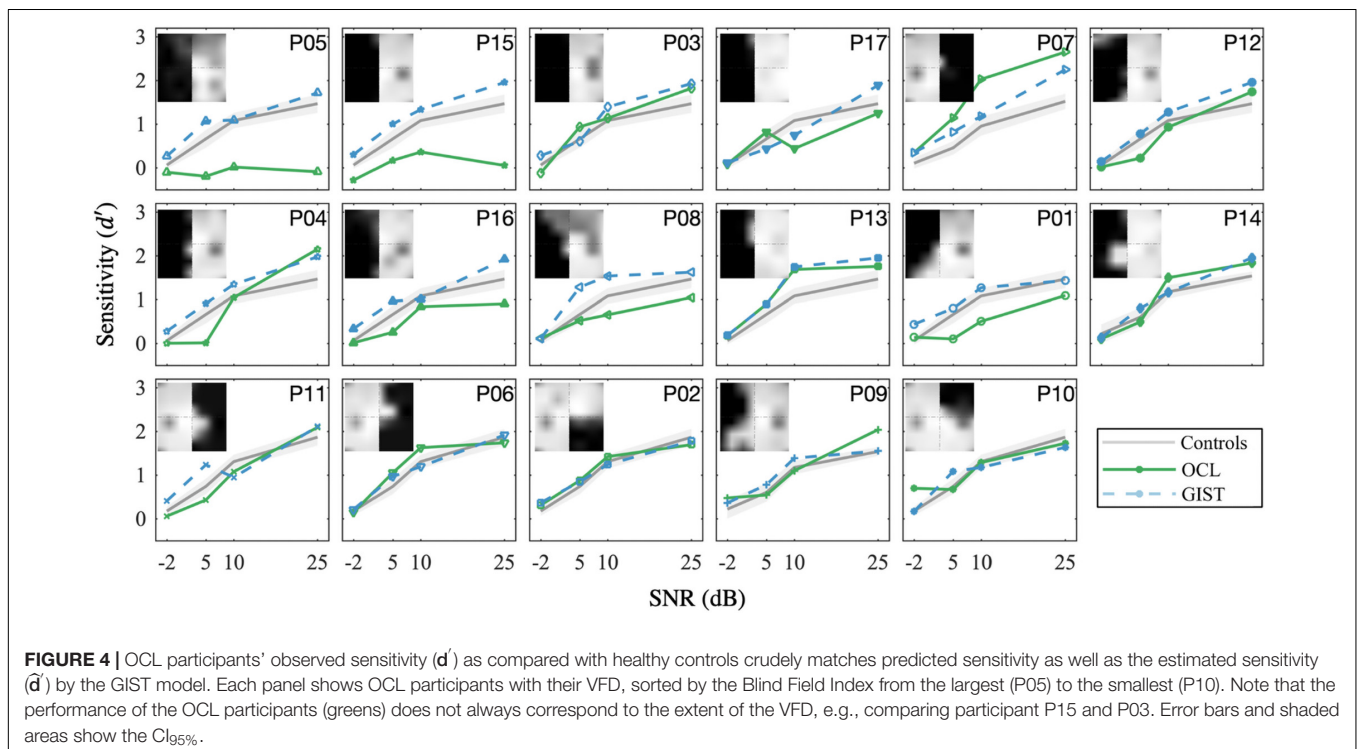 3 P05 P15 P03 P17 P07 P12
2
1
0
3 P04 P16 P08 P13 P01 P14
2
1
0
Sensitivity (d′)
3 P11 P06 P02 P09 P10
2
1
0
-2 5 10 25 -2 5 10 25 -2 5 10 25 -2 5 10 25 -2 5 10 25
SNR (dB)
Controls
OCL
GIST
FIGURE 4 | OCL participants' observed sensitivity (d′) as compared with healthy controls crudely matches predicted sensitivity as well as the estimated sensitivity
(d̃′) by the GIST model. Each panel shows OCL participants with their VFD, sorted by the Blind Field Index from the largest (P05) to the smallest (P10). Note that the
performance of the OCL participants (greens) does not always correspond to the extent of the VFD, e.g., comparing participant P15 and P03. Error bars and shaded
areas show the CI95%.